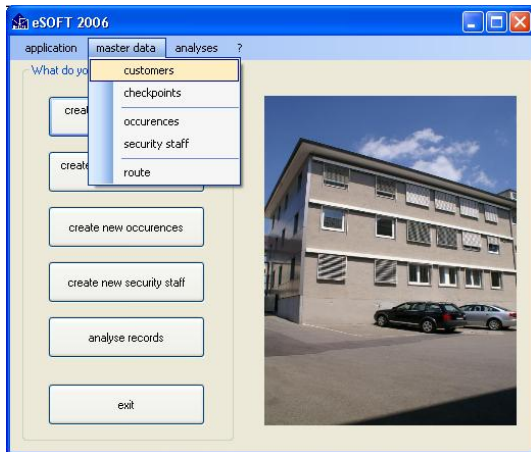 eSOFT 2006
application master data analyses ?
What do yo
customers
checkpoints
occurences
security staff
route
creat
create
create new occurences
create new security staff
analyse records
exit